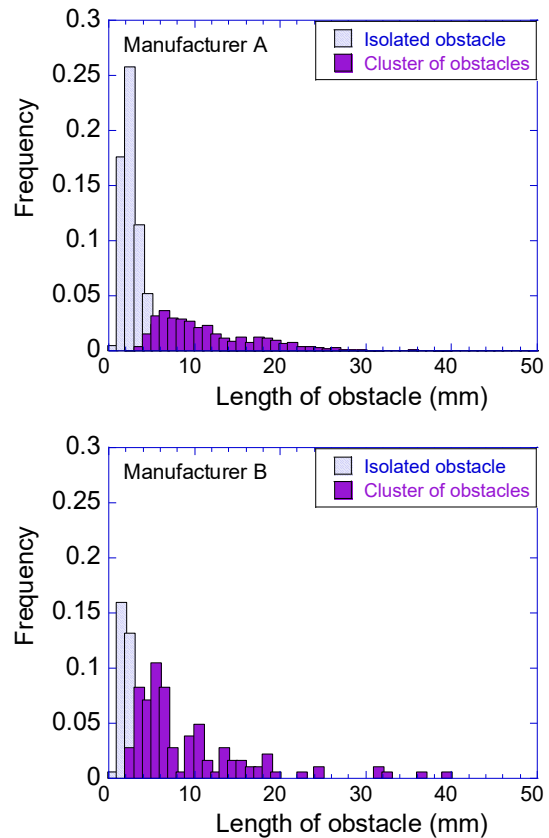 Manufacturer A
Isolated obstacle
Cluster of obstacles
Frequency
0.3
0.25
0.2
0.15
0.1
0.05
0
0 10 20 30 40 50
Length of obstacle (mm)
Manufacturer B
Isolated obstacle
Cluster of obstacles
Frequency
0.3
0.25
0.2
0.15
0.1
0.05
0
0 10 20 30 40 50
Length of obstacle (mm)